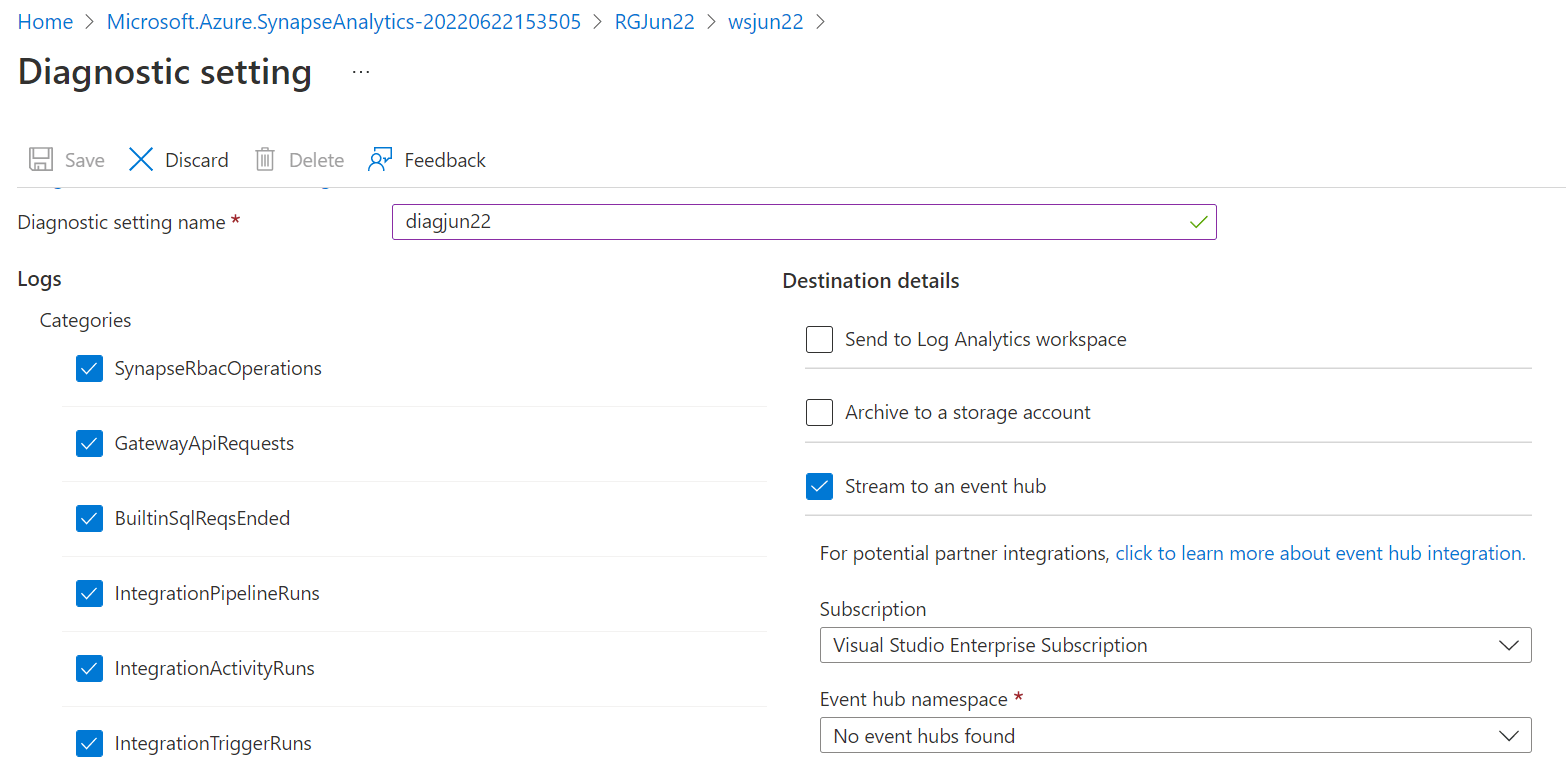 Home > Microsoft.Azure.SynapseAnalytics-20220622153505 > RGJun22 > wsjun22 >
Diagnostic setting ...
Save Discard Delete Feedback
Diagnostic setting name * diagjun22
Logs
Categories
SynapseRbacOperations
GatewayApiRequests
BuiltinSqlReqsEnded
IntegrationPipelineRuns
IntegrationActivityRuns
IntegrationTriggerRuns
Destination details
Send to Log Analytics workspace
Archive to a storage account
Stream to an event hub
For potential partner integrations, click to learn more about event hub integration.
Subscription
Visual Studio Enterprise Subscription
Event hub namespace *
No event hubs found